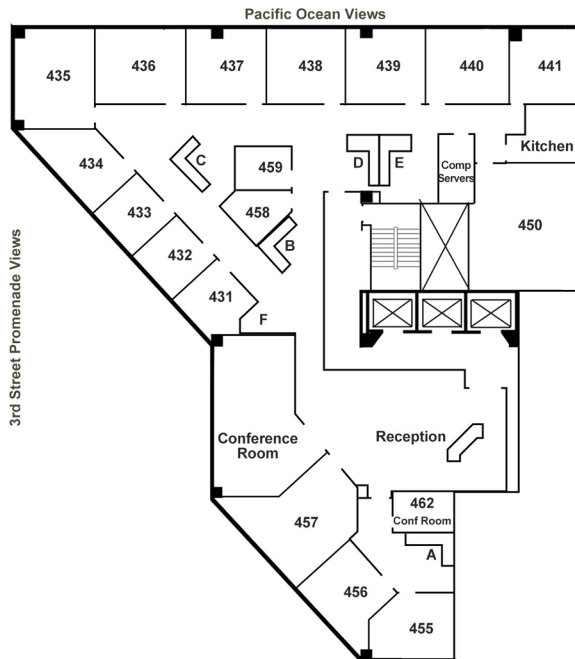 Pacific Ocean Views
435
436
437
438
439
440
441
Kitchen
434
C
459
D
E
Comp
Servers
433
458
450
432
B
431
F
3rd Street Promenade Views
Conference
Room
Reception
462
Conf Room
457
A
456
455